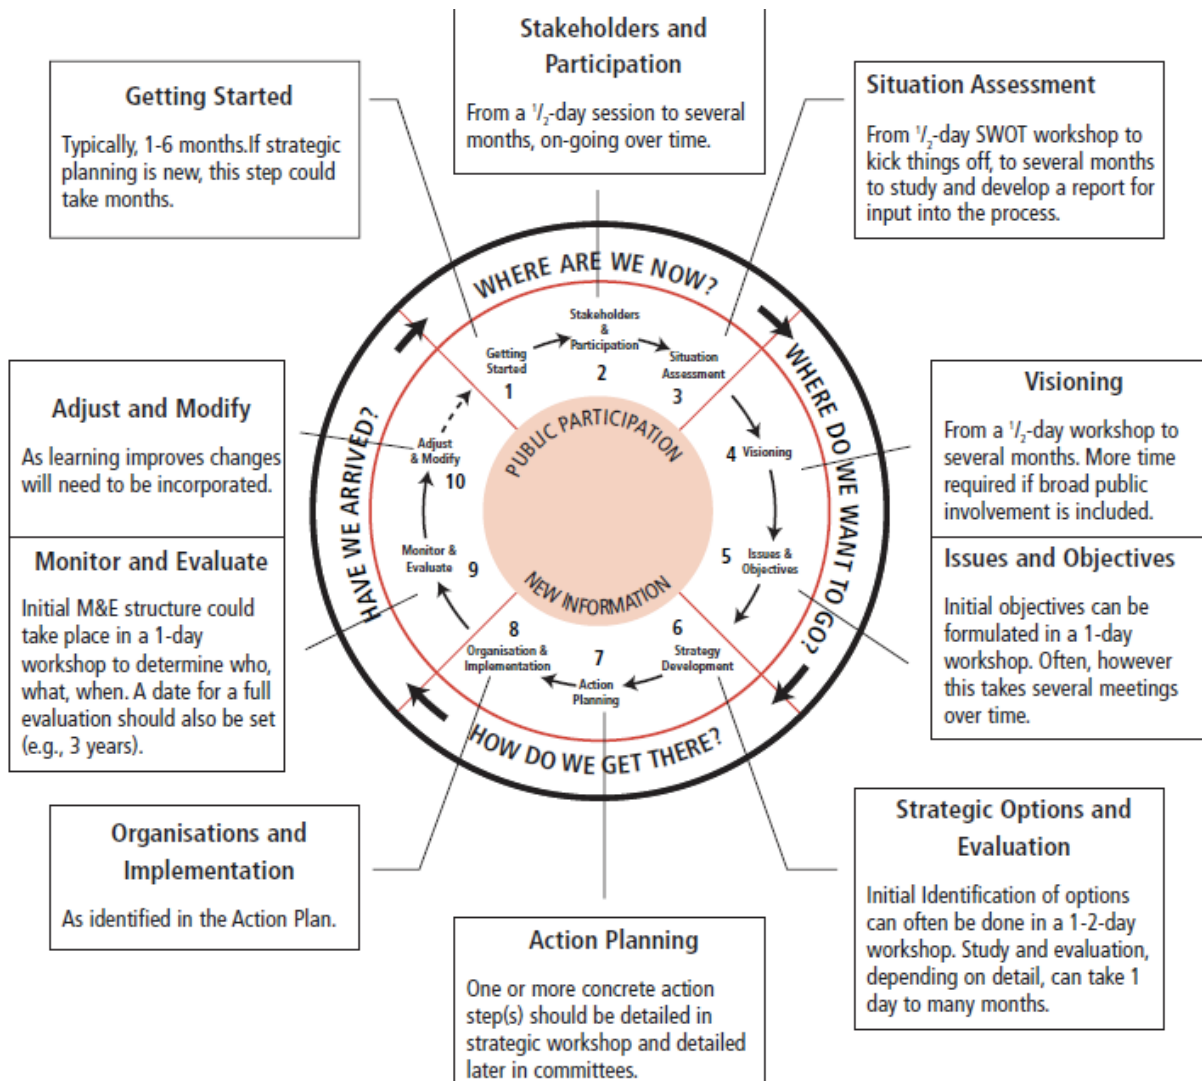 Stakeholders and
Participation
From a ½-day session to several
months, on-going over time.
Getting Started
Typically, 1-6 months.If strategic
planning is new, this step could
take months.
Situation Assessment
From ½-day SWOT workshop to
kick things off, to several months
to study and develop a report for
input into the process.
WHERE ARE WE NOW?
Stakeholders
&
Participation
2
Getting
Started
1
Situation
Assessment
3
WHERE DO WE WANT TO GO?
Visioning
From a ½-day workshop to
several months. More time
required if broad public
involvement is included.
4 Visioning
Issues and Objectives
Initial objectives can be
formulated in a 1-day
workshop. Often, however
this takes several meetings
over time.
5
Issues &
Objectives
PUBLIC PARTICIPATION
NEW INFORMATION
6
Strategy
Development
7
Action
Planning
8
Organisation &
Implementation
HOW DO WE GET THERE?
Strategic Options and
Evaluation
Initial Identification of options
can often be done in a 1-2-day
workshop. Study and evaluation,
depending on detail, can take 1
day to many months.
Action Planning
One or more concrete action
step(s) should be detailed in
strategic workshop and detailed
later in committees.
Organisations and
Implementation
As identified in the Action Plan.
HAVE WE ARRIVED?
Monitor &
Evaluate 9
Monitor and Evaluate
Initial M&E structure could
take place in a 1-day
workshop to determine who,
what, when. A date for a full
evaluation should also be set
(e.g., 3 years).
Adjust
& Modify
10
Adjust and Modify
As learning improves changes
will need to be incorporated.